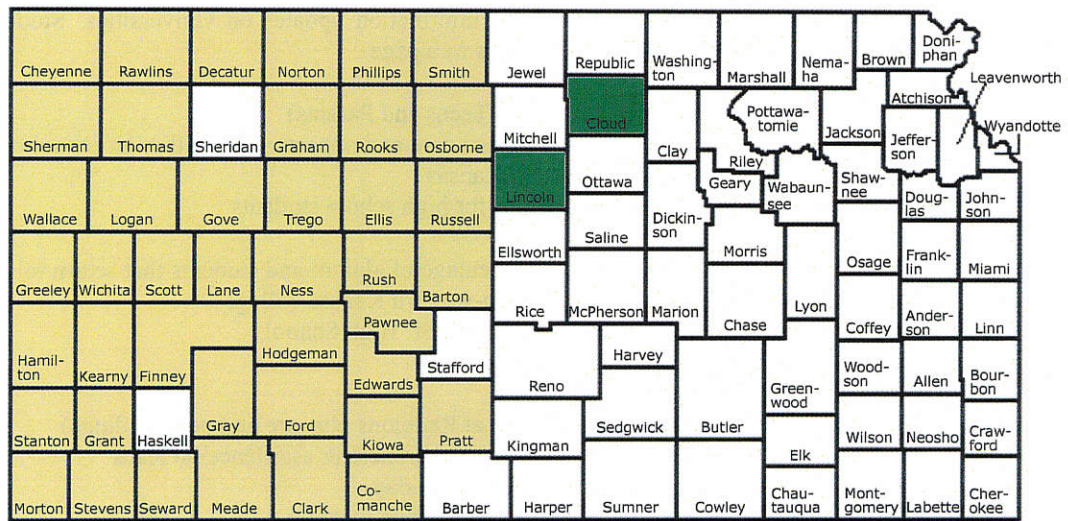 Cheyenne
Rawlins
Decatur
Norton
Phillips
Smith
Jewel
Republic
Washing-
ton
Marshall
Nema-
ha
Brown
Doni-
phan
Leavenworth
Atchison
Wyandotte
Sherman
Thomas
Sheridan
Graham
Rooks
Osborne
Mitchell
Cloud
Clay
Riley
Pottawa-
tomie
Jackson
Jeffer-
son
Wallace
Logan
Gove
Trego
Ellis
Russell
Lincoln
Ottawa
Geary
Wabaun-
see
Shaw-
nee
Doug-
las
John-
son
Ellsworth
Saline
Dickin-
son
Morris
Osage
Frank-
lin
Miami
Greeley
Wichita
Scott
Lane
Ness
Rush
Barton
Rice
McPherson
Marion
Chase
Lyon
Coffey
Ander-
son
Linn
Hamil-
ton
Kearny
Finney
Hodgeman
Pawnee
Stafford
Reno
Harvey
Edwards
Green-
wood
Wood-
son
Allen
Bour-
bon
Stanton
Grant
Haskell
Gray
Ford
Kiowa
Pratt
Kingman
Sedgwick
Butler
Elk
Wilson
Neosho
Craw-
ford
Morton
Stevens
Seward
Meade
Clark
Co-
manche
Barber
Harper
Sumner
Cowley
Chau-
tauqua
Mont-
gomery
Labette
Cher-
okee